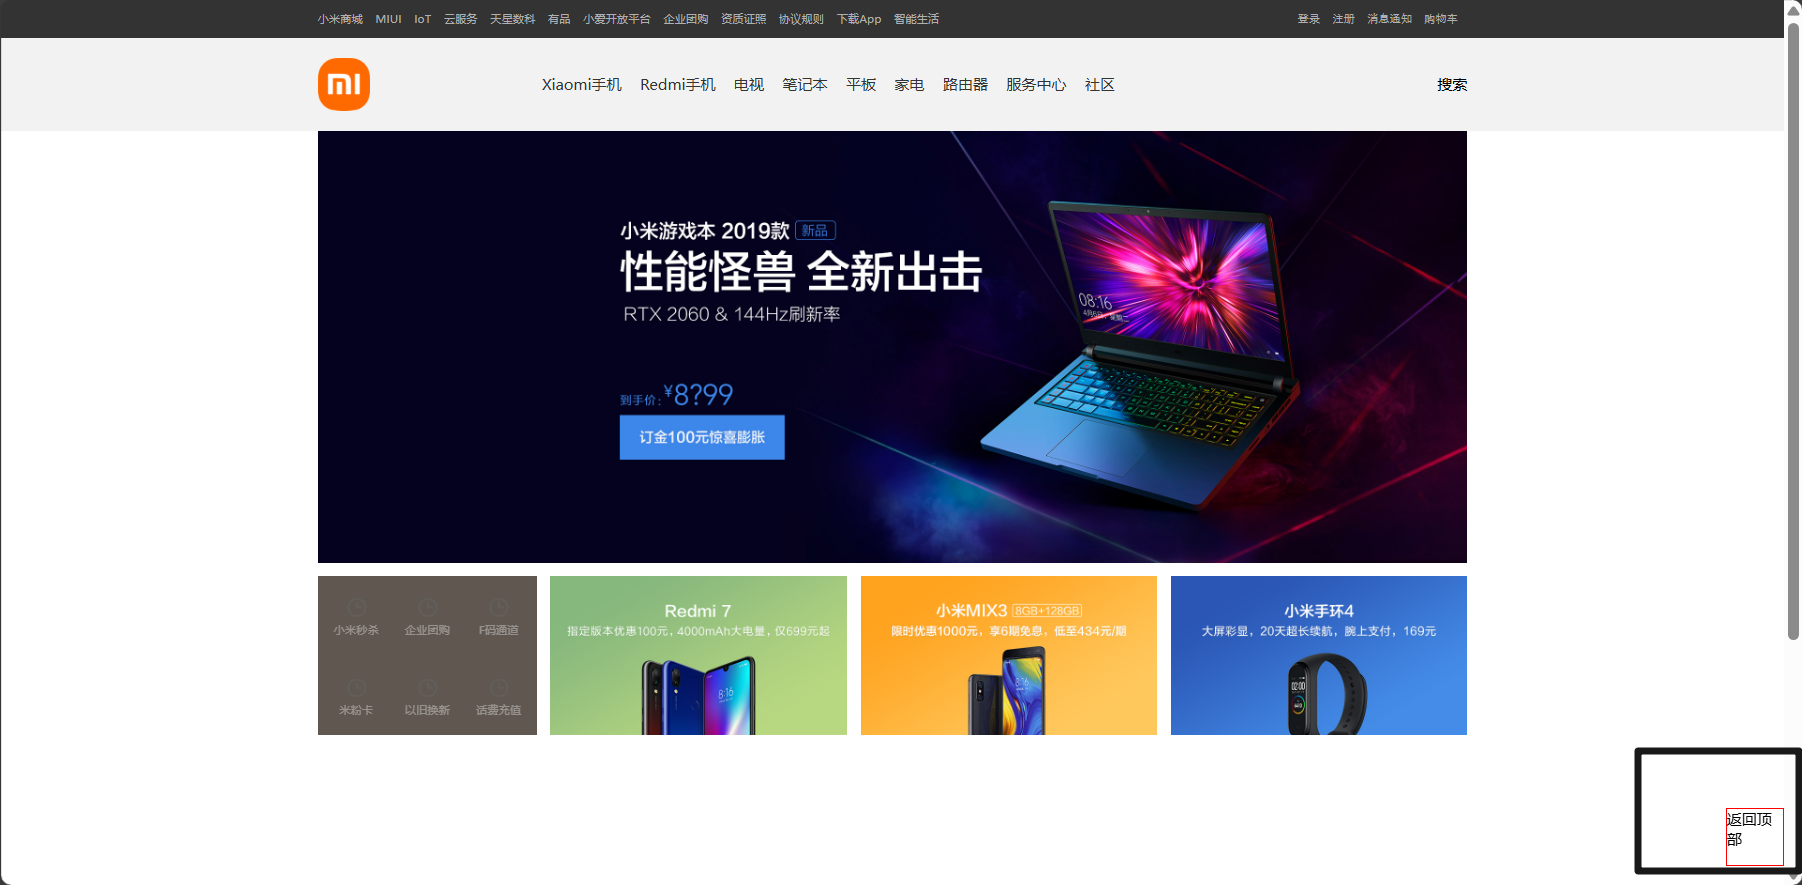 小米商城 MIUI IoT 云服务 天星数科 有品 小爱开放平台 企业团购 资质证照 协议规则 下载App 智能生活 登录 注册 消息通知 购物车
Xiaomi手机 Redmi手机 电视 笔记本 平板 家电 路由器 服务中心 社区 搜索
小米游戏本 2019款 新品
性能怪兽 全新出击
RTX 2060 & 144Hz刷新率
到手价：¥8?99
订金100元惊喜膨胀
08:16
小米秒杀 企业团购 F码通道
米粉卡 以旧换新 话费充值
Redmi 7
指定版本优惠100元，4000mAh大电量，仅699元起
8:16
小米MIX3 8GB+128GB
限时优惠1000元，享6期免息，低至434元/期
8:16
小米手环4
大屏彩显，20天超长续航，腕上支付，169元
02:00
返回顶
部